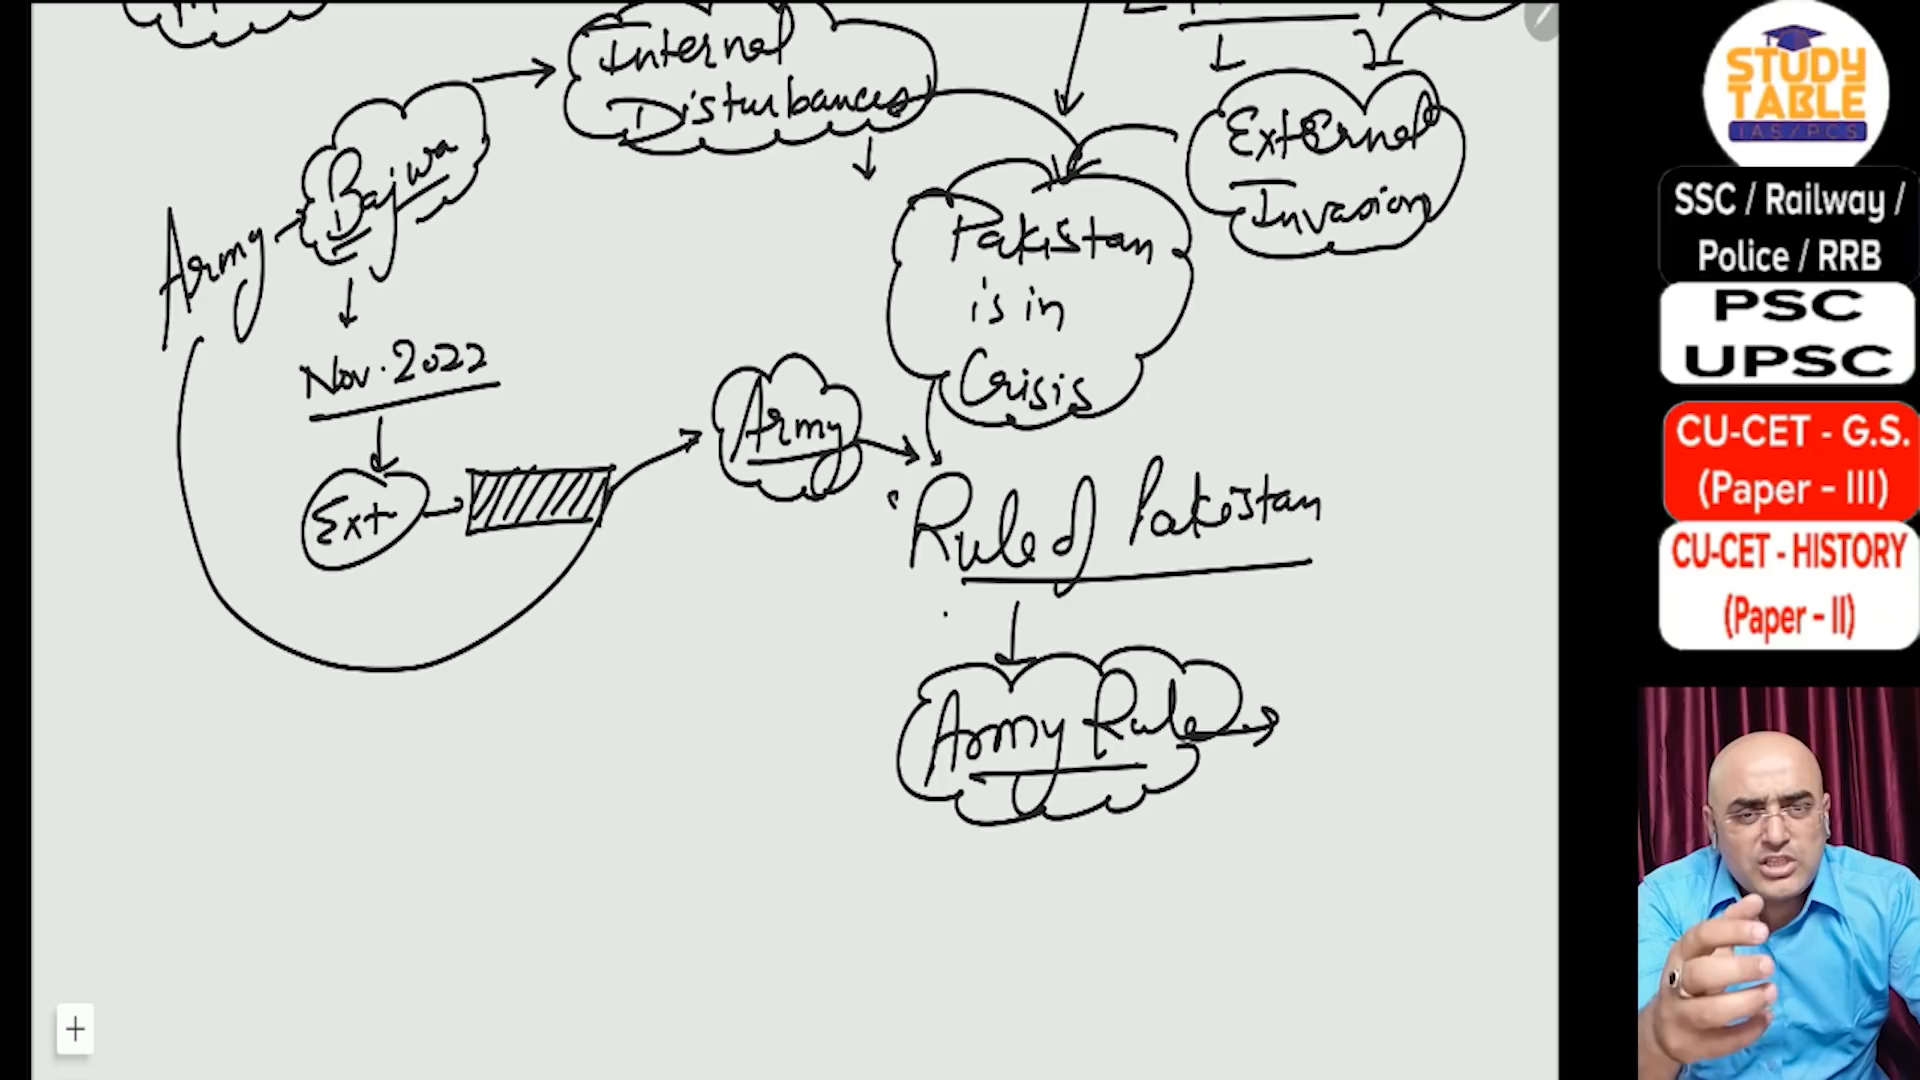 Internal
Disturbances
External
Invasion
Army
Bajwa
Nov. 2022
Ext
Army
Pakistan
is in
Crisis
Rule of Pakistan
Army Rule
+
STUDY
TABLE
IAS/PCS
SSC / Railway /
Police / RRB
PSC
UPSC
CU-CET - G.S.
(Paper - III)
CU-CET - HISTORY
(Paper - II)